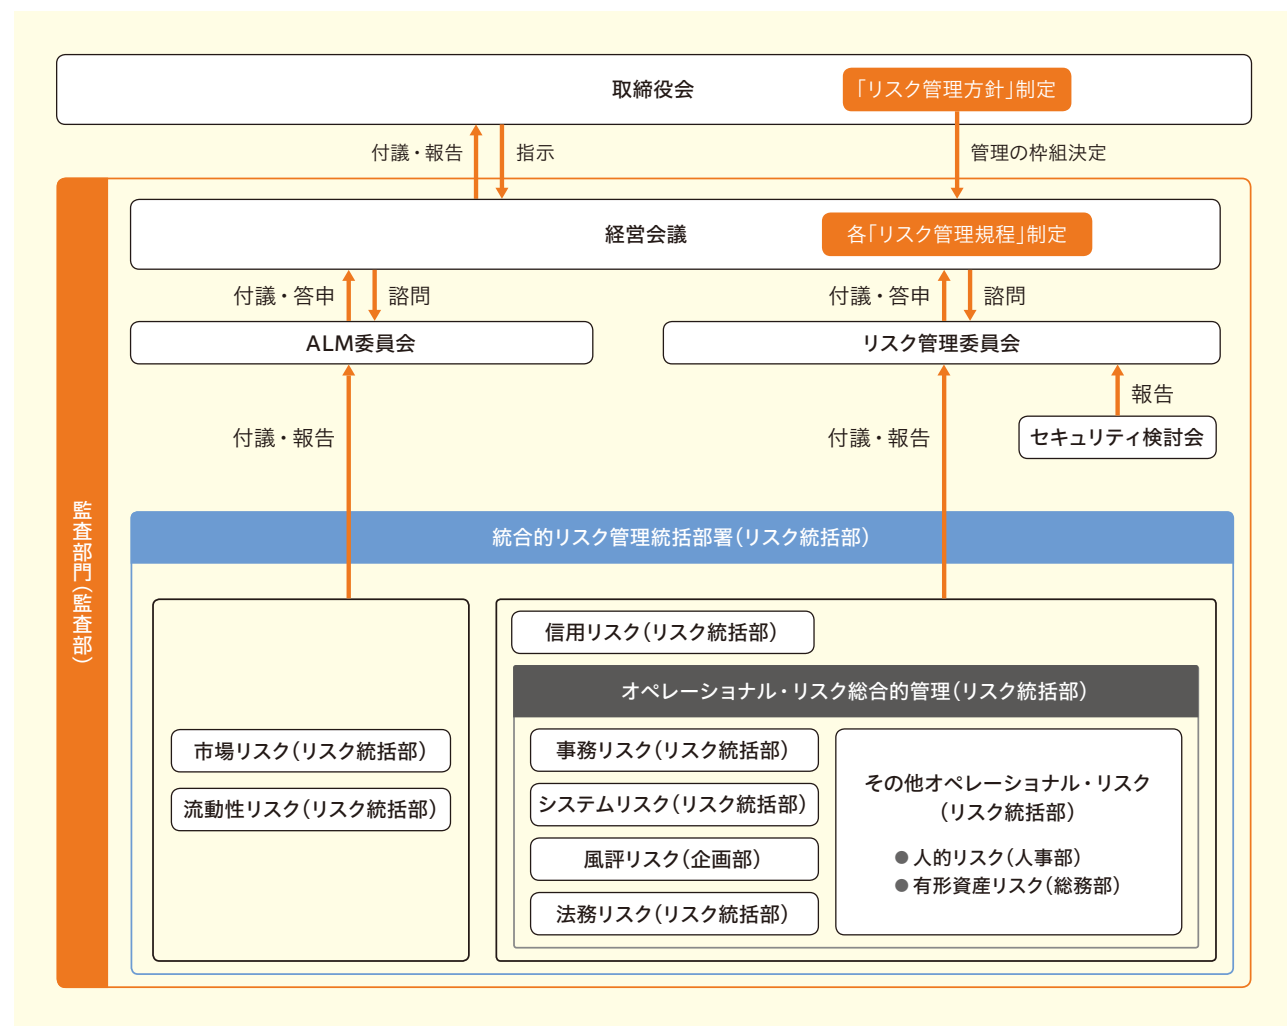 取締役会
「リスク管理方針」制定
付議・報告
指示
管理の枠組決定
監査部門(監査部)
経営会議
各「リスク管理規程」制定
付議・答申
諮問
付議・答申
諮問
ALM委員会
リスク管理委員会
報告
セキュリティ検討会
付議・報告
付議・報告
統合的リスク管理統括部署(リスク統括部)
信用リスク(リスク統括部)
オペレーショナル・リスク総合的管理(リスク統括部)
市場リスク(リスク統括部)
流動性リスク(リスク統括部)
事務リスク(リスク統括部)
システムリスク(リスク統括部)
風評リスク(企画部)
法務リスク(リスク統括部)
その他オペレーショナル・リスク
(リスク統括部)
●人的リスク(人事部)
●有形資産リスク(総務部)